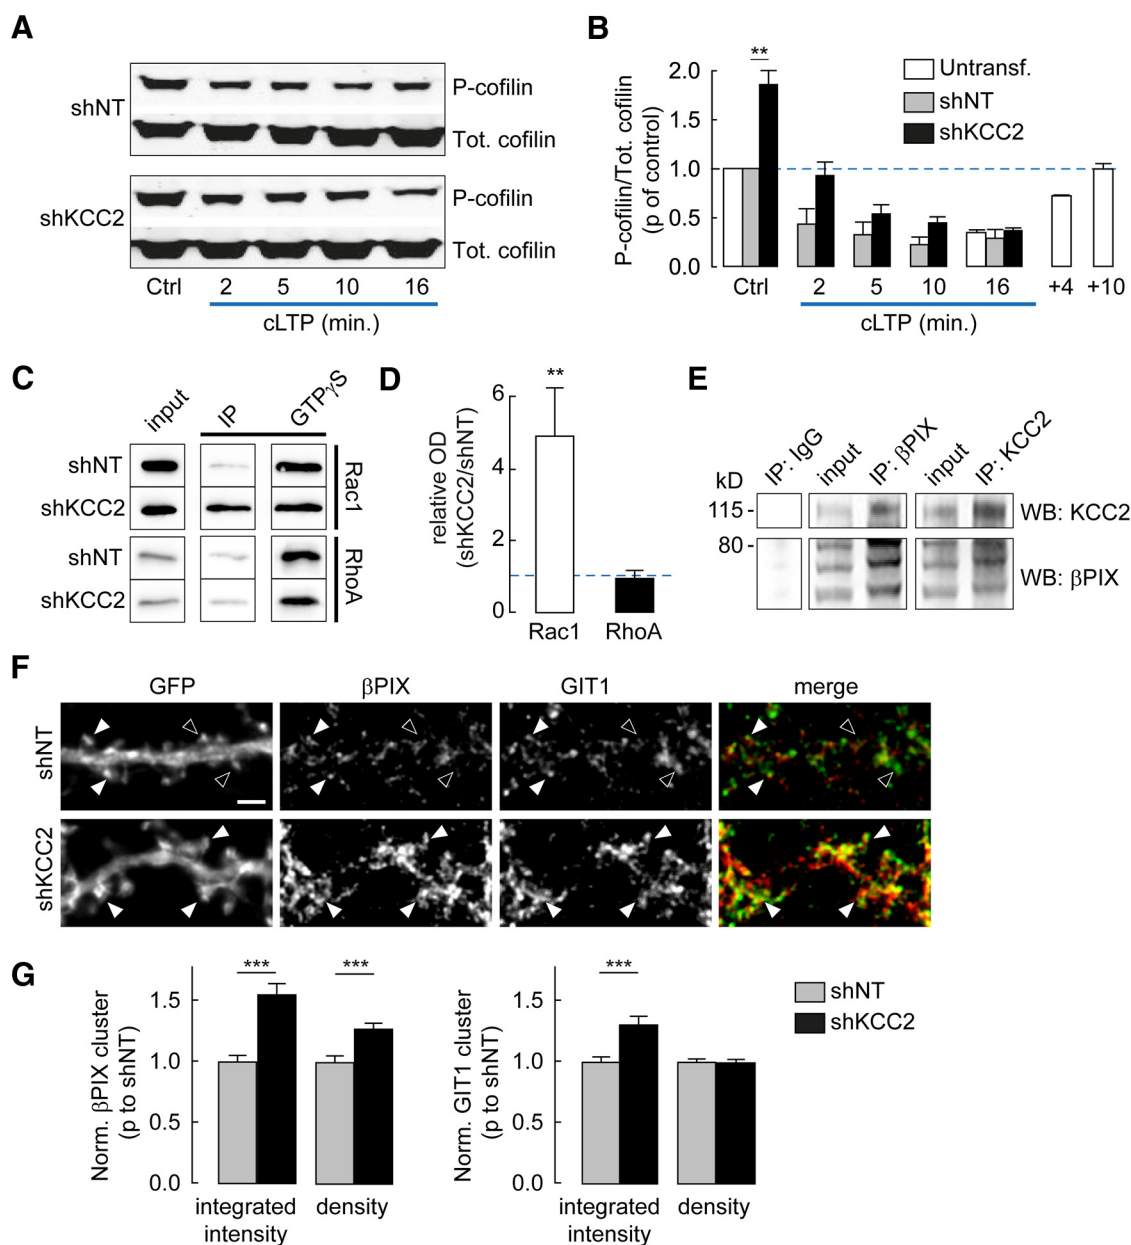 A
shNT
P-cofilin
Tot. cofilin
shKCC2
P-cofilin
Tot. cofilin
Ctrl 2 5 10 16
cLTP (min.)
B
P-cofilin/Tot. cofilin
(p of control)
2.0
1.5
1.0
0.5
0.0
**
Untransf.
shNT
shKCC2
Ctrl 2 5 10 16 +4 +10
cLTP (min.)
C
input IP GTPγS
shNT
shKCC2
Rac1
shNT
shKCC2
RhoA
D
relative OD
(shKCC2/shNT)
6
4
2
0
**
Rac1 RhoA
E
kD
IP: IgG input IP: βPIX input IP: KCC2
115 -
80 -
WB: KCC2
WB: βPIX
F
GFP βPIX GIT1 merge
shNT
shKCC2
G
Norm. βPIX cluster
(p to shNT)
1.5
1.0
0.5
0.0
*** ***
integrated
intensity
density
Norm. GIT1 cluster
(p to shNT)
1.5
1.0
0.5
0.0
***
integrated
intensity
density
shNT
shKCC2